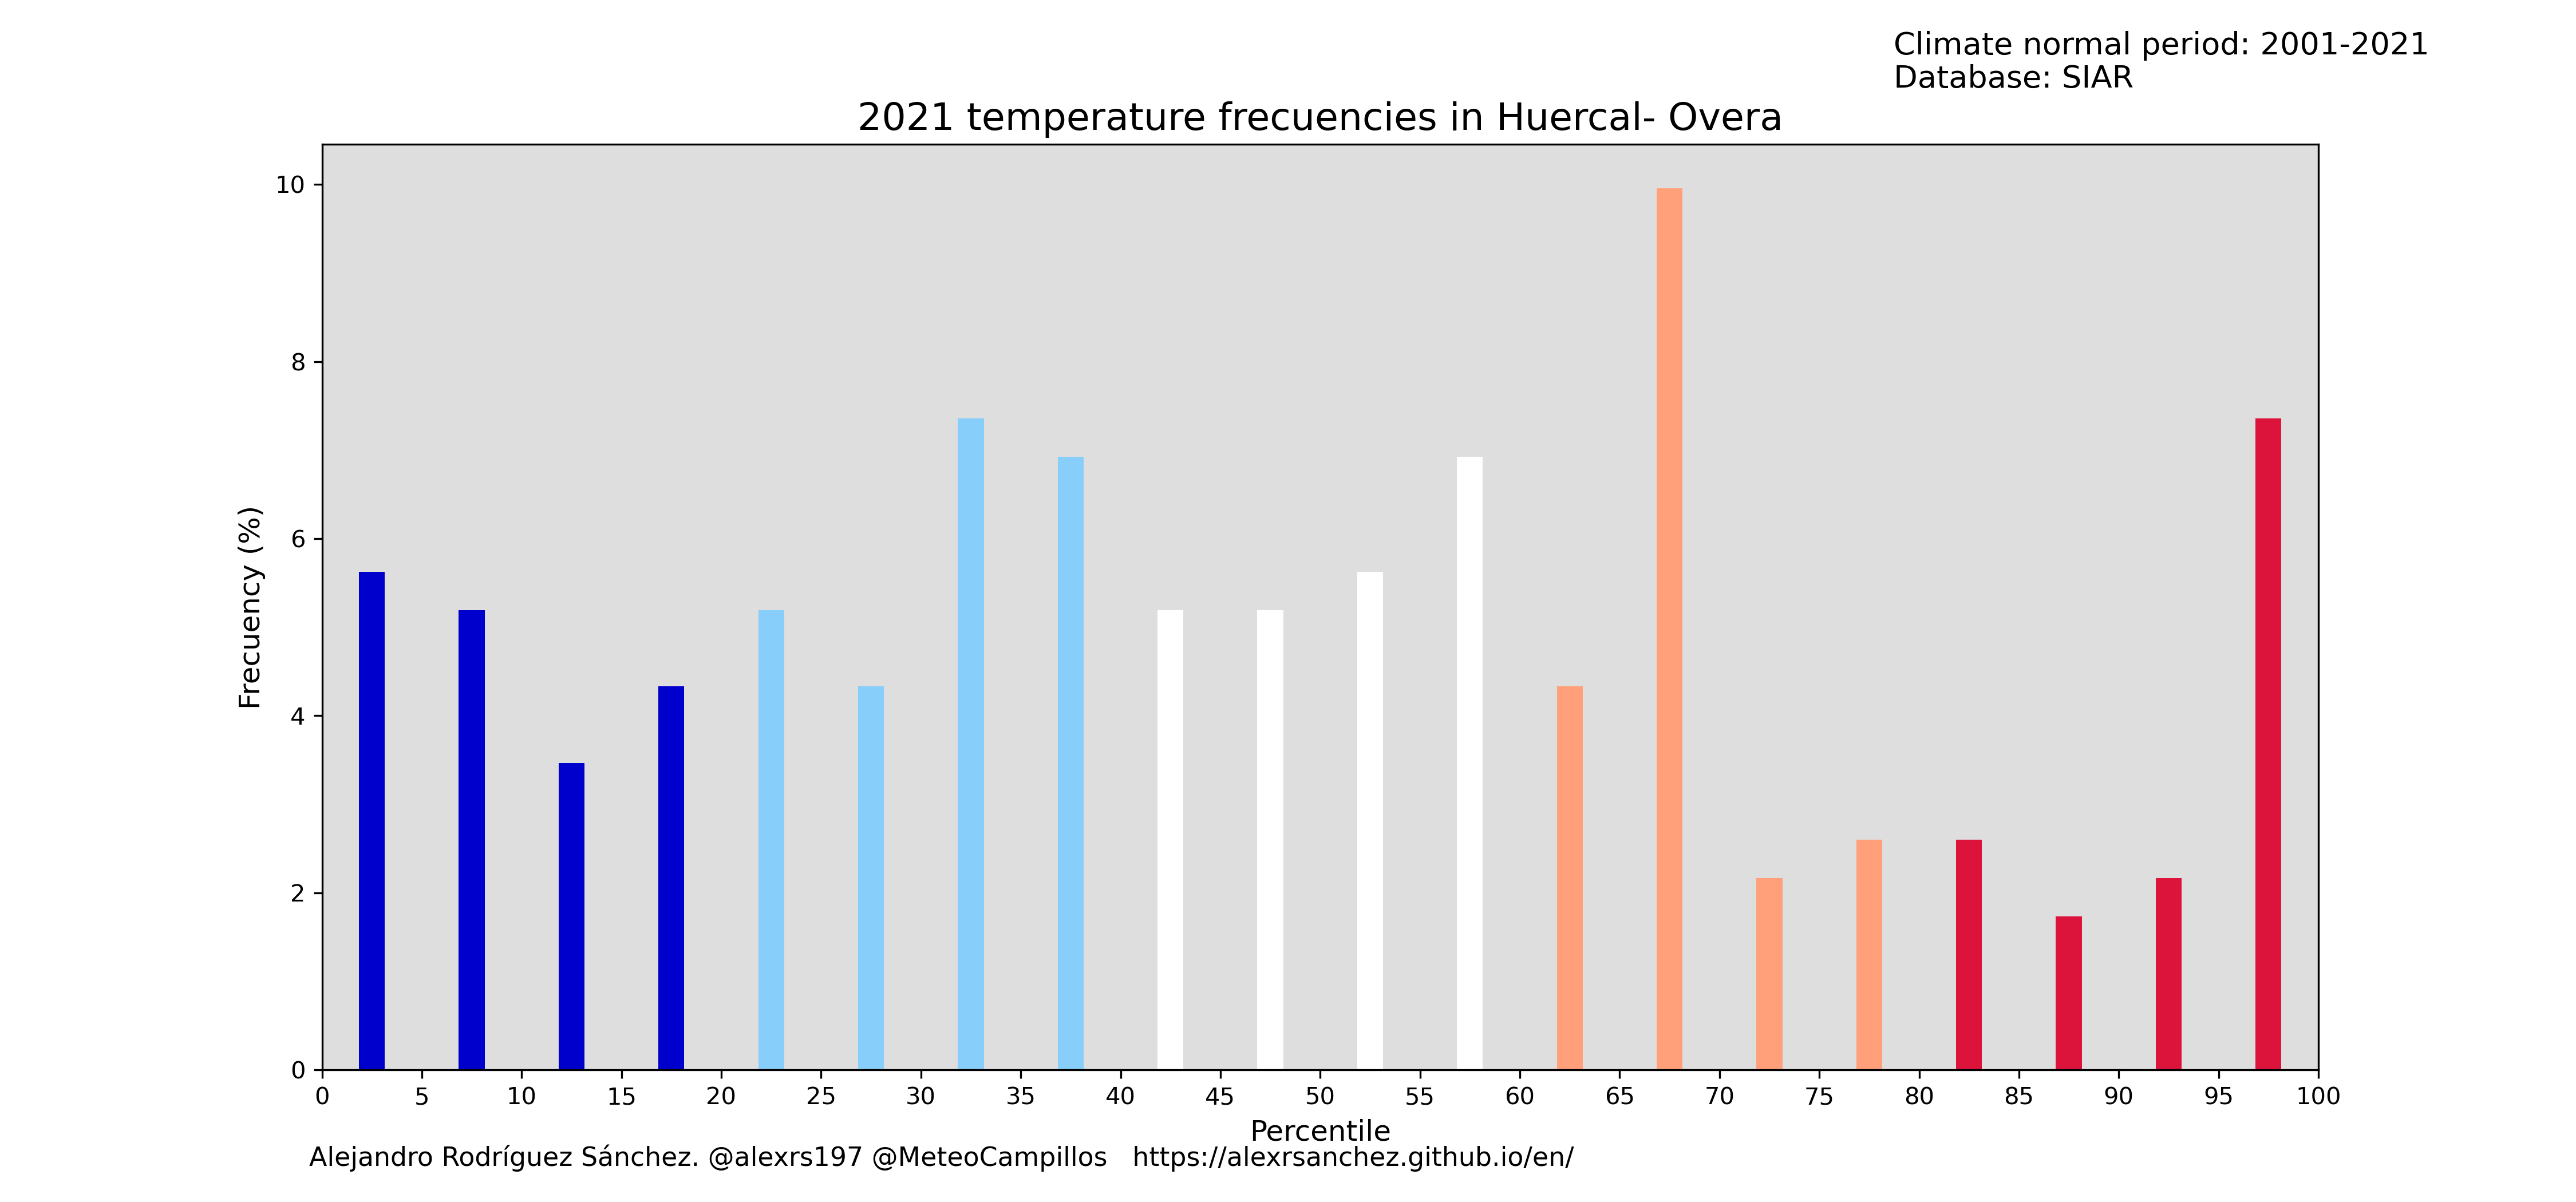 Climate normal period: 2001-2021
Database: SIAR
2021 temperature frecuencies in Huercal- Overa
10
8
6
4
2
0
Frecuency (%)
0 5 10 15 20 25 30 35 40 45 50 55 60 65 70 75 80 85 90 95 100
Percentile
Alejandro Rodríguez Sánchez. @alexrs197 @MeteoCampillos https://alexrsanchez.github.io/en/